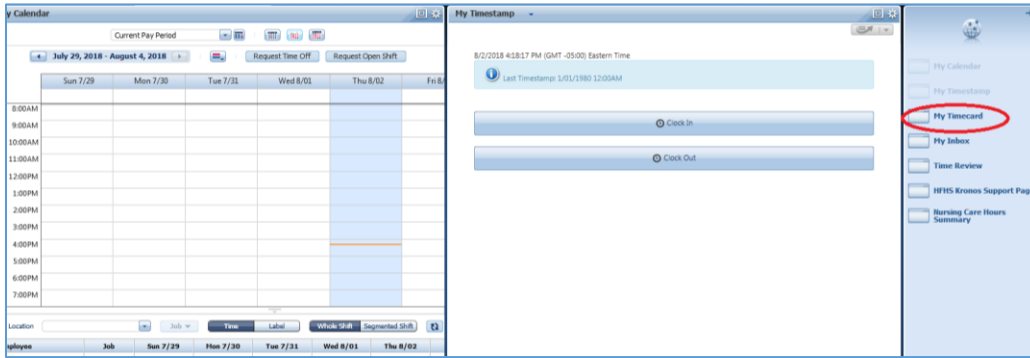 y Calendar
Current Pay Period
July 29, 2018 - August 4, 2018
Request Time Off
Request Open Shift
Sun 7/29 Mon 7/30 Tue 7/31 Wed 8/01 Thu 8/02 Fri 8/
8:00AM
9:00AM
10:00AM
11:00AM
12:00PM
1:00PM
2:00PM
3:00PM
4:00PM
5:00PM
6:00PM
7:00PM
Location Job Time Label Whole Shift Segmented Shift
mployee Job Sun 7/29 Mon 7/30 Tue 7/31 Wed 8/01 Thu 8/02
My Timestamp
8/2/2018 4:18:17 PM (GMT -05:00) Eastern Time
Last Timestamp: 1/01/1980 12:00AM
Clock In
Clock Out
My Calendar
My Timestamp
My Timecard
My Inbox
Time Review
HFHS Kronos Support Pag
Nursing Care Hours
Summary